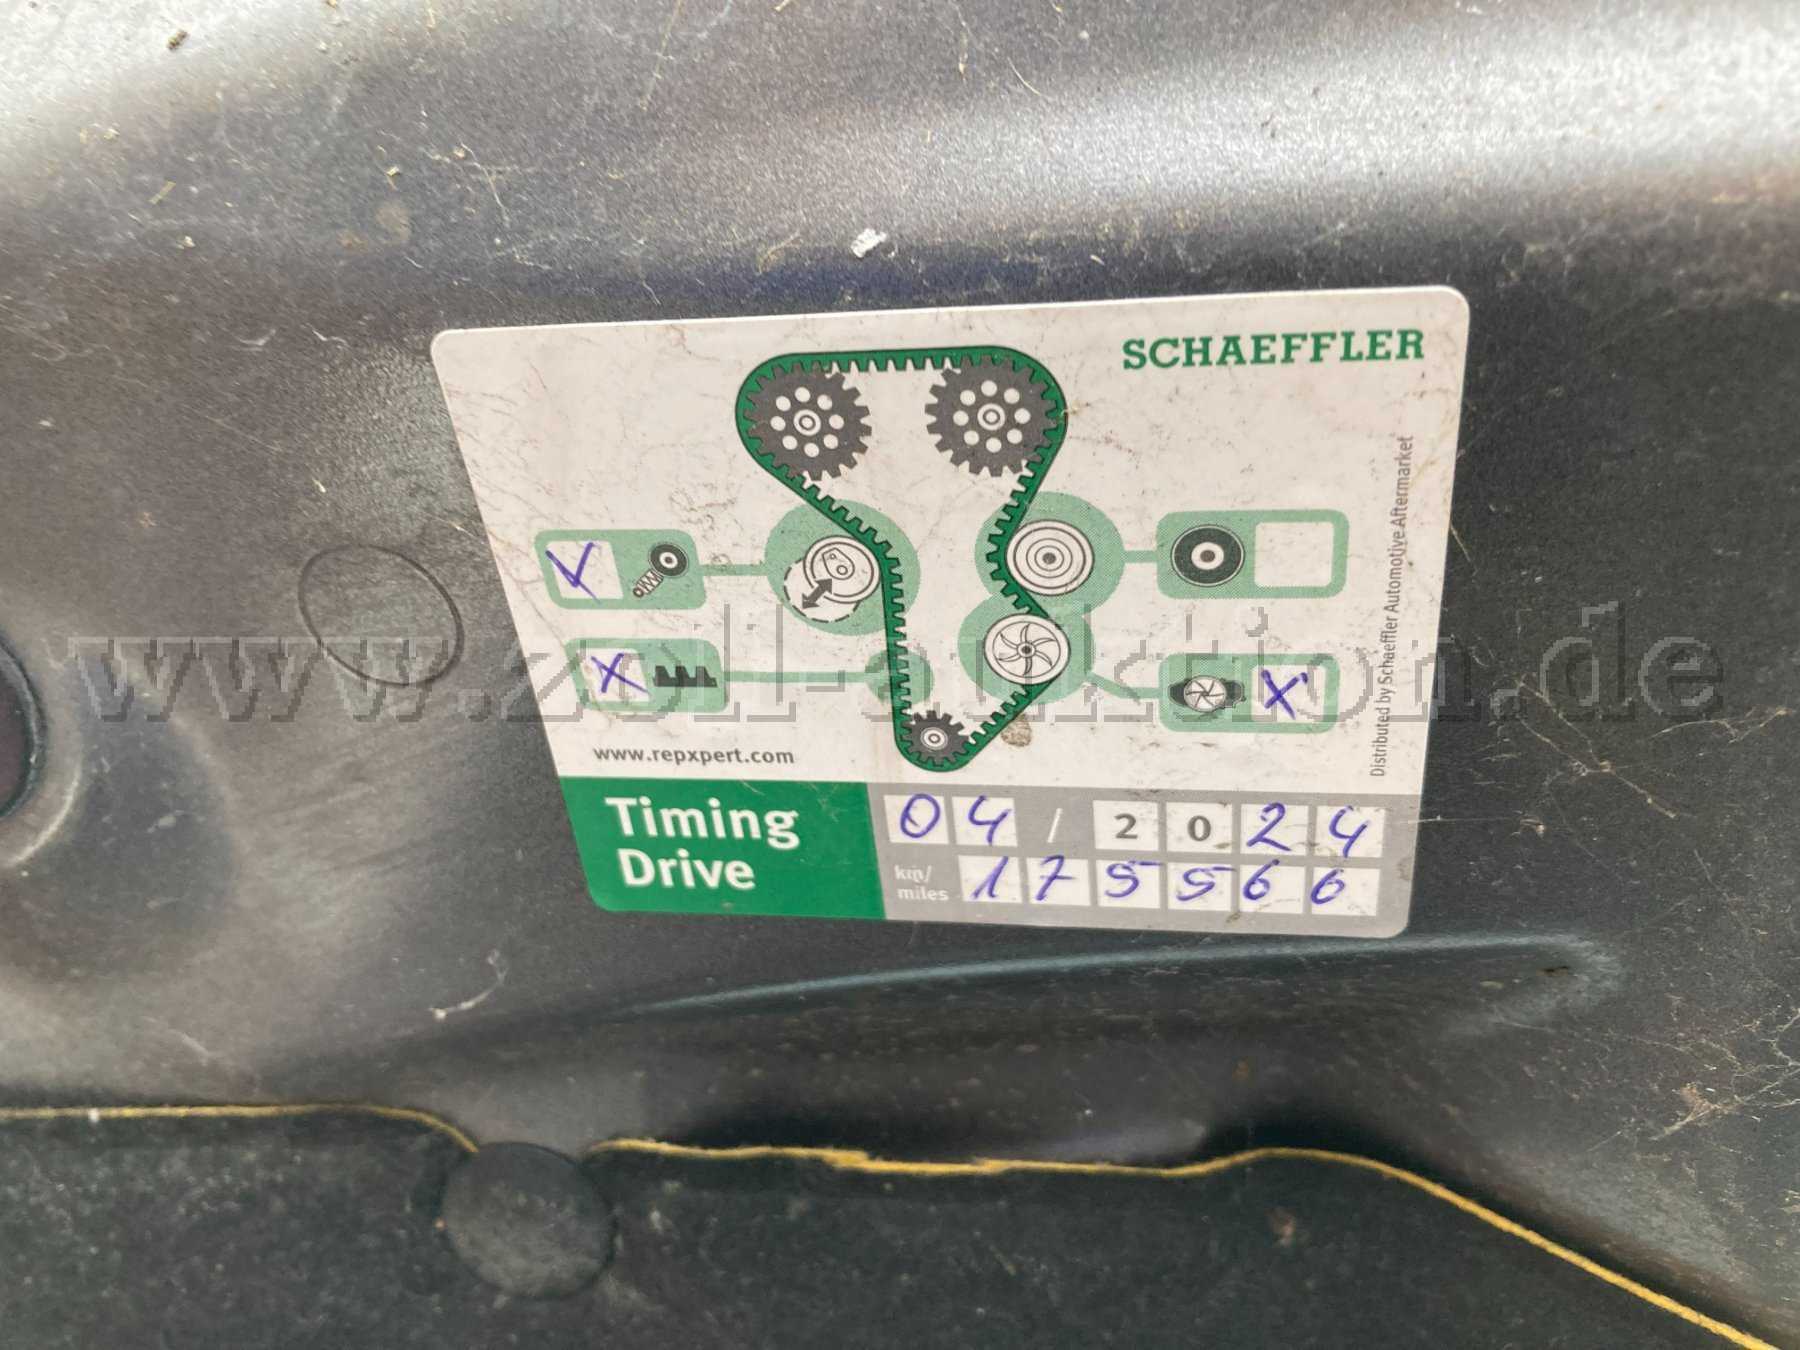 SCHAEFFLER
Distributed by Schaeffler Automotive Aftermarket
www.zoll-auktion.de
www.repxpert.com
Timing
Drive
04 / 2024
km/
miles
175566